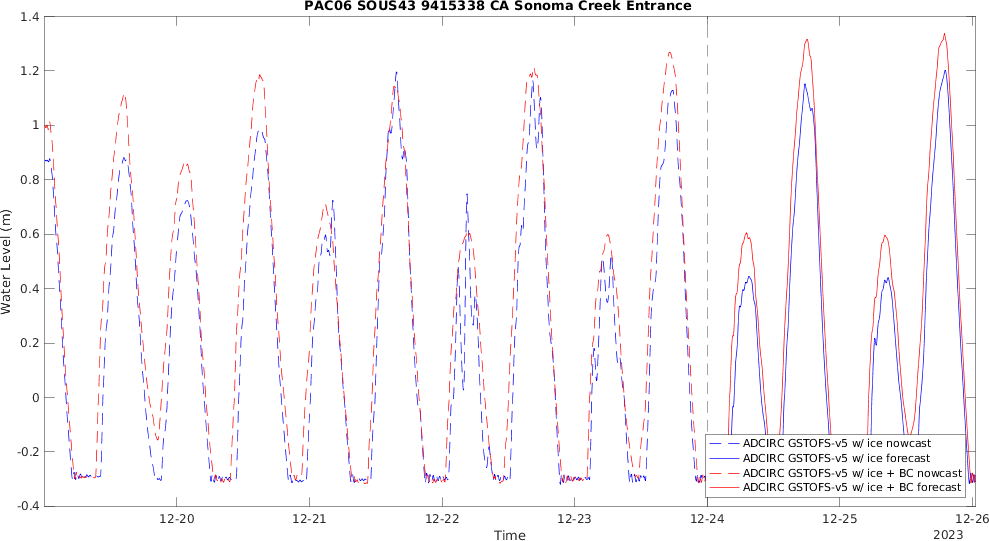 PAC06 SOUS43 9415338 CA Sonoma Creek Entrance
1.4
1.2
1
0.8
0.6
0.4
0.2
0
-0.2
-0.4
Water Level (m)
ADCIRC GSTOFS-v5 w/ ice nowcast
ADCIRC GSTOFS-v5 w/ ice forecast
ADCIRC GSTOFS-v5 w/ ice + BC nowcast
ADCIRC GSTOFS-v5 w/ ice + BC forecast
12-20 12-21 12-22 12-23 12-24 12-25 12-26
Time
2023